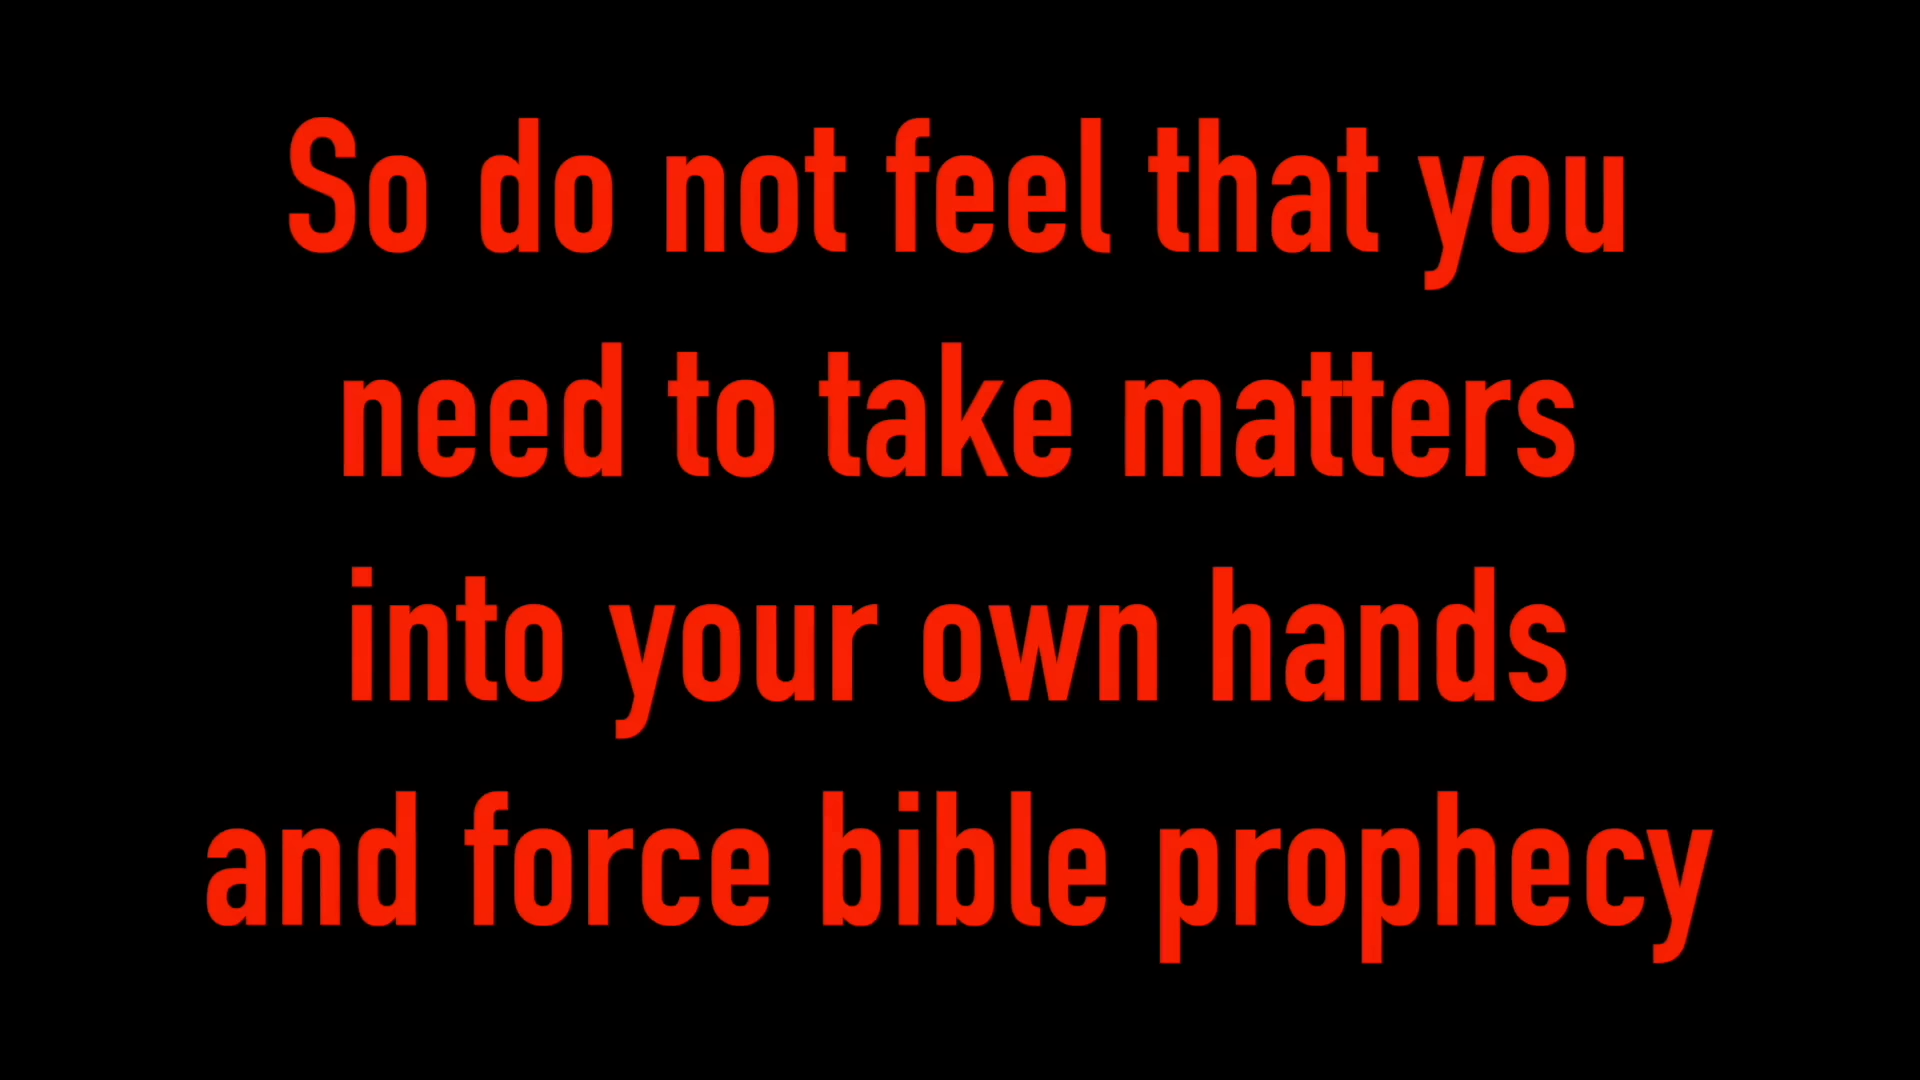 So do not feel that you
need to take matters
into your own hands
and force bible prophecy